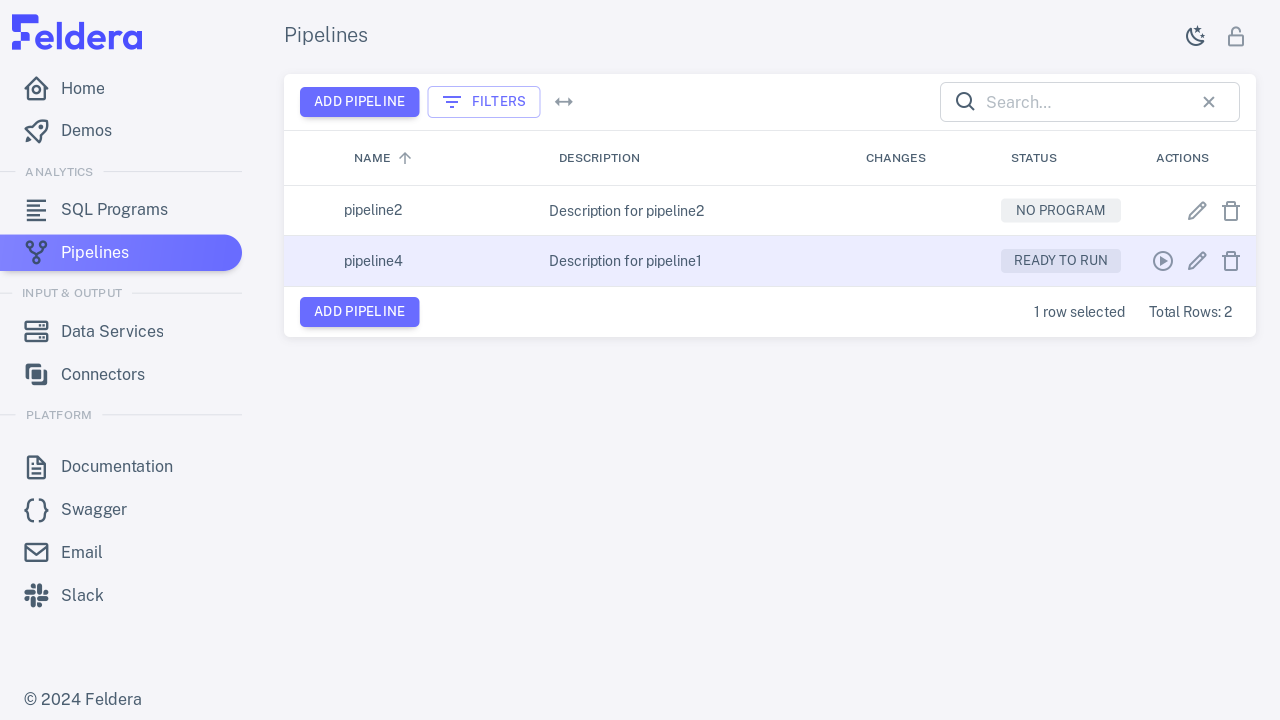 Feldera
Home
Demos
ANALYTICS
SQL Programs
Pipelines
INPUT & OUTPUT
Data Services
Connectors
PLATFORM
Documentation
Swagger
Email
Slack
© 2024 Feldera
Pipelines
ADD PIPELINE FILTERS Search...
NAME DESCRIPTION CHANGES STATUS ACTIONS
pipeline2 Description for pipeline2 NO PROGRAM
pipeline4 Description for pipeline1 READY TO RUN
ADD PIPELINE 1 row selected Total Rows: 2